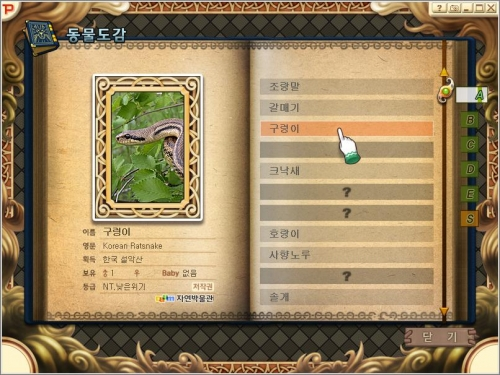 동물도감
이름 구렁이
영문 Korean Ratsnake
획득 한국 설악산
보유 총 1 우 Baby 없음
등급 NT.낮은위기 저작권
자연박물관
조랑말
갈매기
구렁이
크낙새
?
?
호랑이
사향노루
?
솔개
A
B
C
D
E
S
닫 기